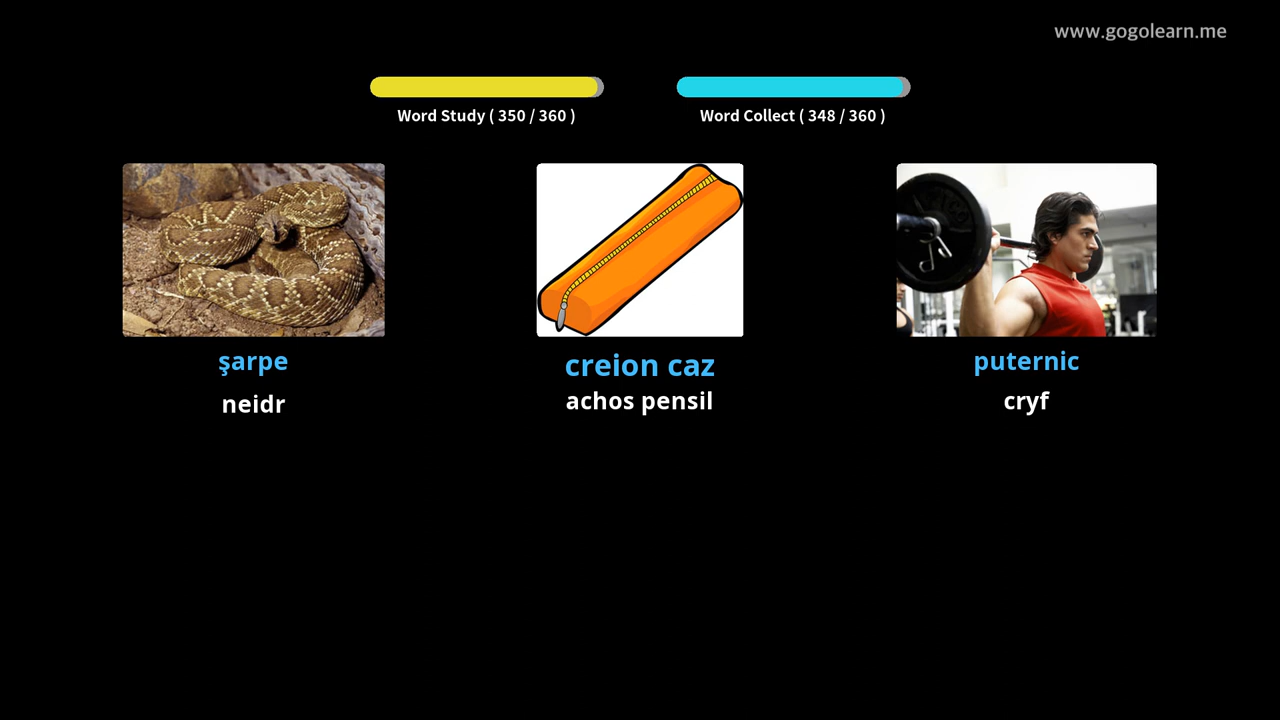 www.gogolearn.me
Word Study ( 350 / 360 )
Word Collect ( 348 / 360 )
şarpe
creion caz
puternic
neidr
achos pensil
cryf